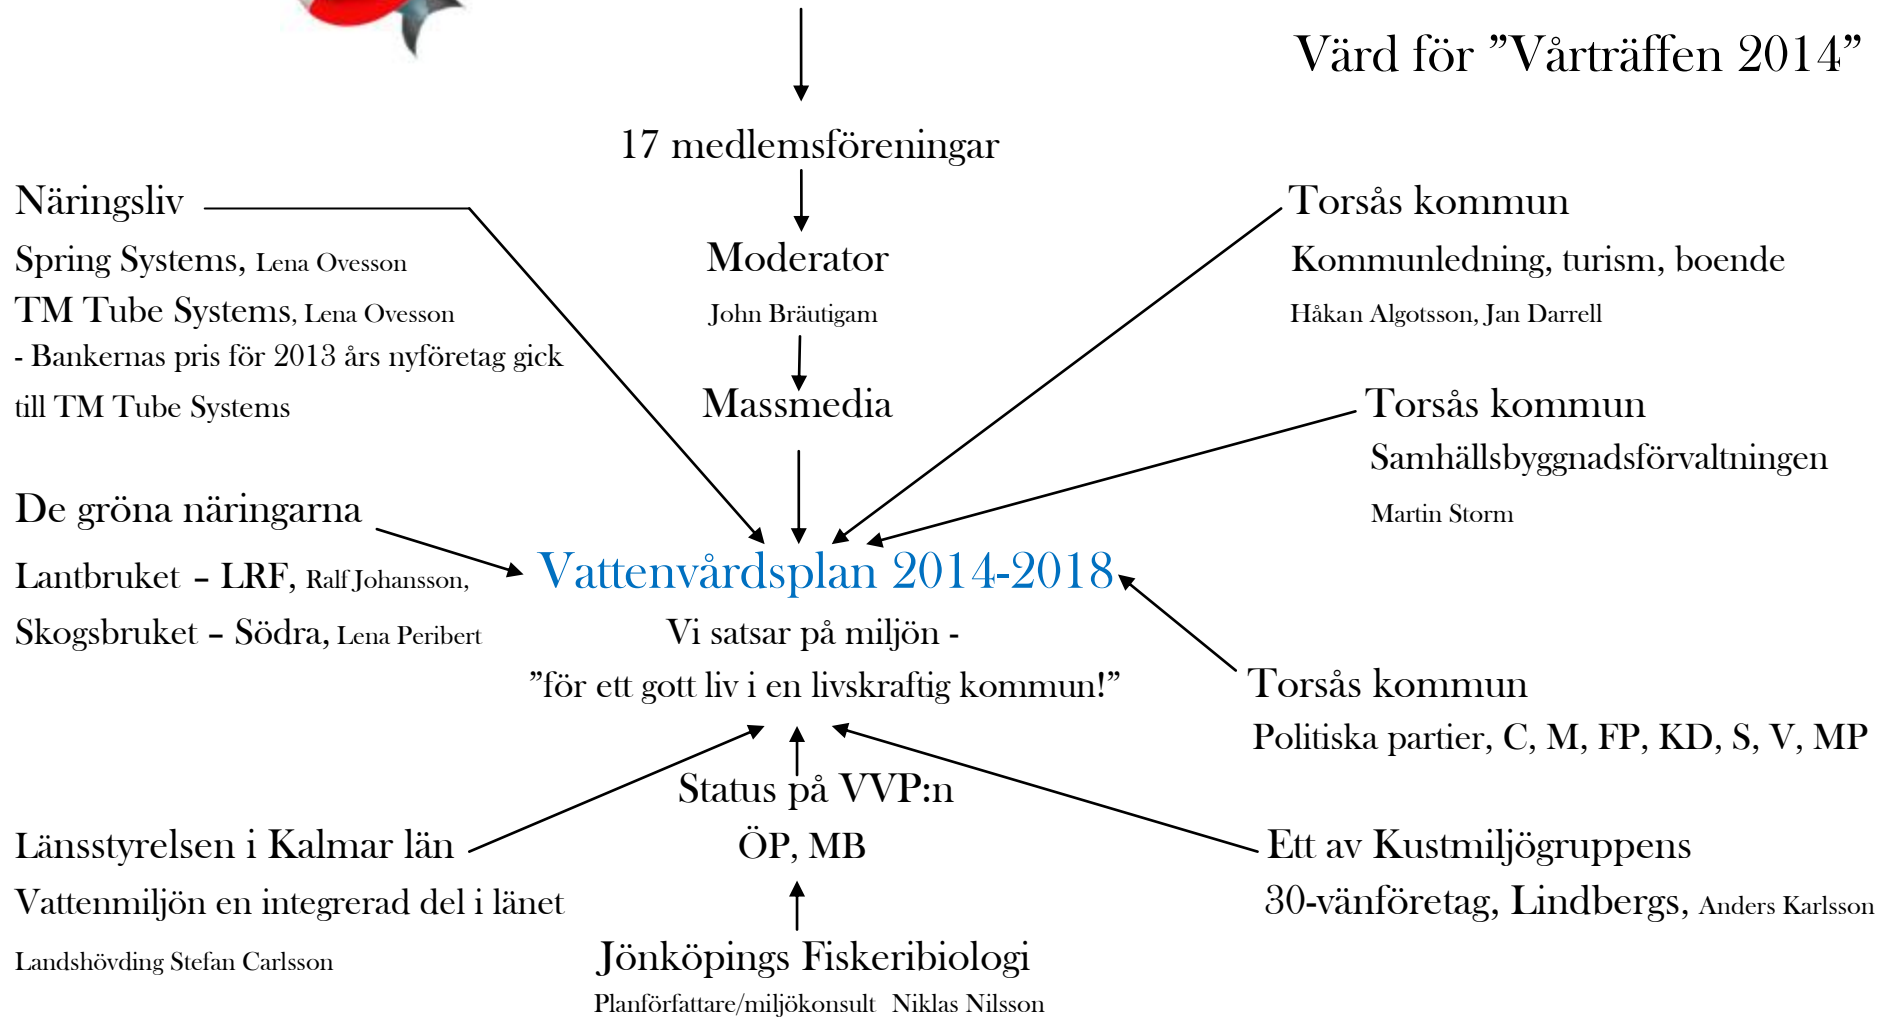 Värd för ”Vårträffen 2014”
17 medlemsföreningar
Näringsliv
Spring Systems, Lena Ovesson
TM Tube Systems, Lena Ovesson
- Bankernas pris för 2013 års nyföretag gick
till TM Tube Systems
Moderator
John Bräutigam
Massmedia
Torsås kommun
Kommunledning, turism, boende
Håkan Algotsson, Jan Darrell
Torsås kommun
Samhällsbyggnadsförvaltningen
Martin Storm
De gröna näringarna
Lantbruket – LRF, Ralf Johansson,
Skogsbruket – Södra, Lena Peribert
Vattenvårdsplan 2014-2018
Vi satsar på miljön -
”för ett gott liv i en livskraftig kommun!”
Torsås kommun
Politiska partier, C, M, FP, KD, S, V, MP
Status på VVP:n
ÖP, MB
Länsstyrelsen i Kalmar län
Vattenmiljön en integrerad del i länet
Landshövding Stefan Carlsson
Jönköpings Fiskeribiologi
Planförfattare/miljökonsult Niklas Nilsson
Ett av Kustmiljögruppens
30-vänföretag, Lindbergs, Anders Karlsson